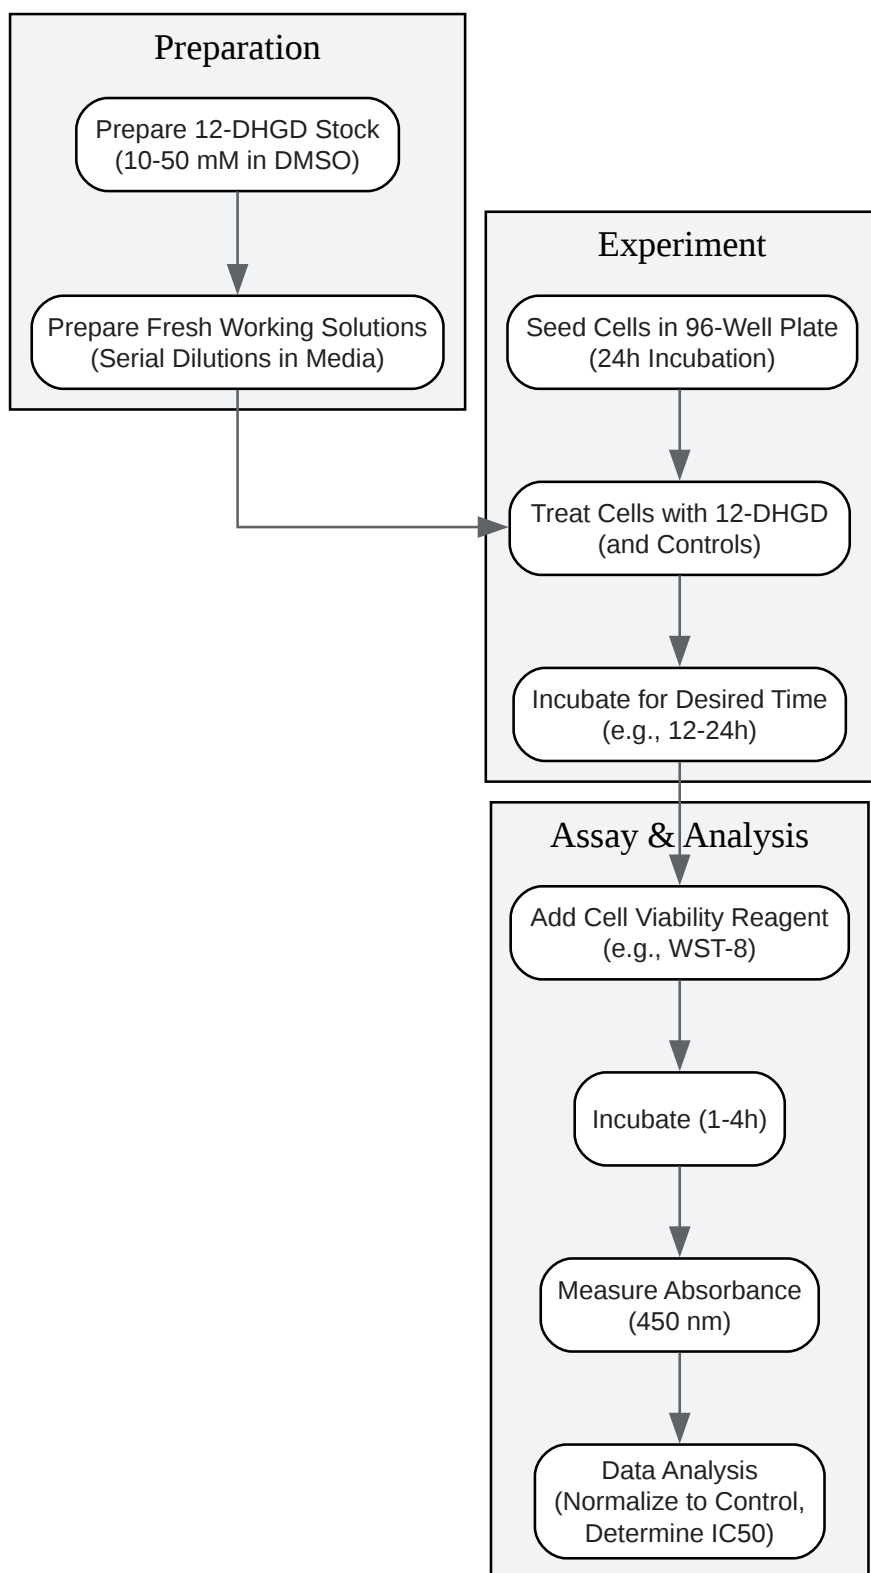 Preparation
Prepare 12-DHGD Stock
(10-50 mM in DMSO)
Prepare Fresh Working Solutions
(Serial Dilutions in Media)
Experiment
Seed Cells in 96-Well Plate
(24h Incubation)
Treat Cells with 12-DHGD
(and Controls)
Incubate for Desired Time
(e.g., 12-24h)
Assay & Analysis
Add Cell Viability Reagent
(e.g., WST-8)
Incubate (1-4h)
Measure Absorbance
(450 nm)
Data Analysis
(Normalize to Control,
Determine IC50)